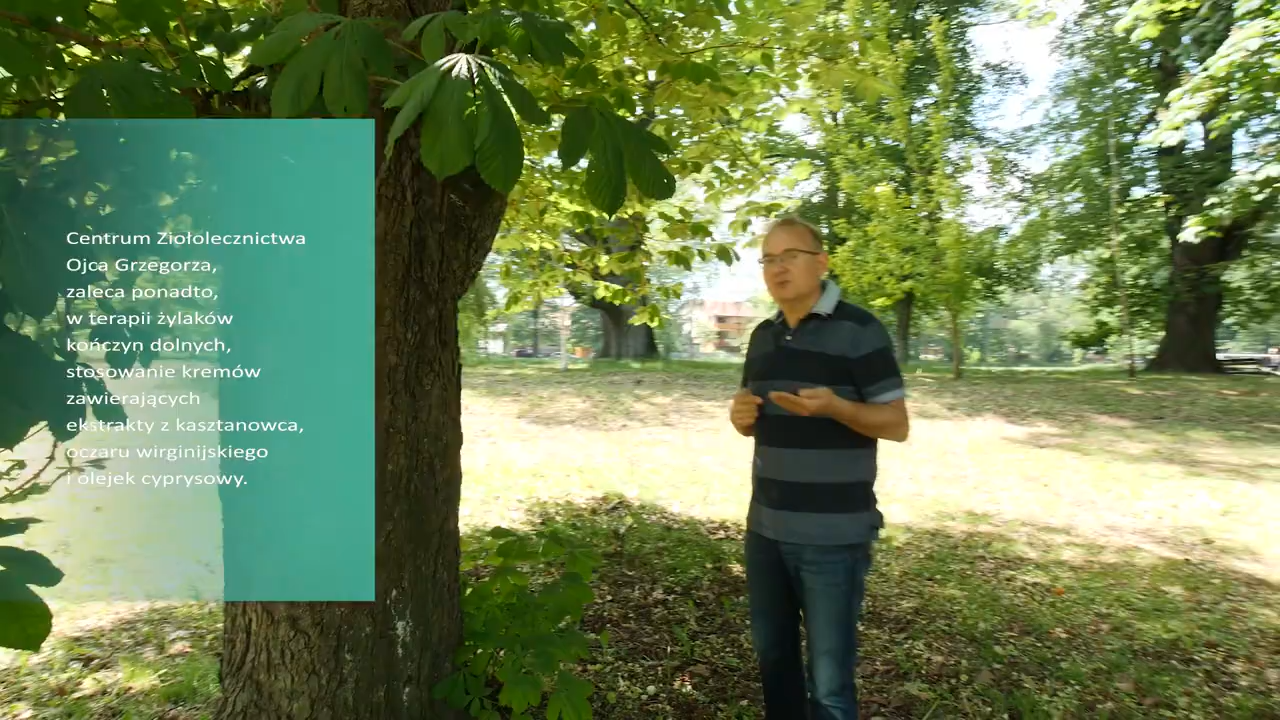 Centrum Ziołolecznictwa
Ojca Grzegorza,
zaleca ponadto,
w terapii żylaków
kończyn dolnych,
stosowanie kremów
zawierających
ekstrakty z kasztanowca,
oczaru wirginijskiego
i olejek cyprysowy.